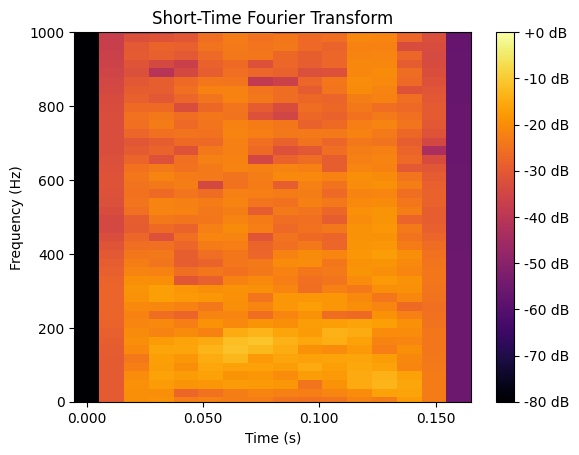 Short-Time Fourier Transform
1000
800
600
400
200
0
Frequency (Hz)
0.000
0.050
0.100
0.150
Time (s)
+0 dB
-10 dB
-20 dB
-30 dB
-40 dB
-50 dB
-60 dB
-70 dB
-80 dB